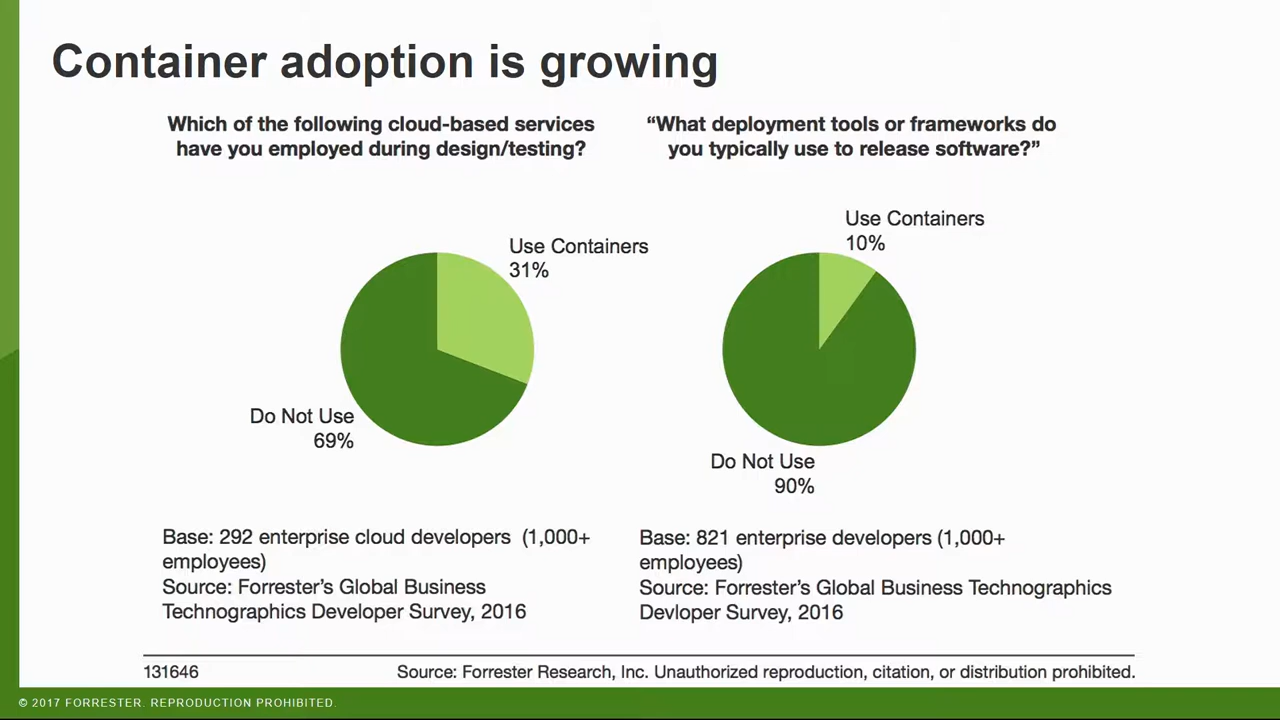 Container adoption is growing
Which of the following cloud-based services
have you employed during design/testing?
Use Containers
31%
Do Not Use
69%
Base: 292 enterprise cloud developers (1,000+
employees)
Source: Forrester’s Global Business
Technographics Developer Survey, 2016
“What deployment tools or frameworks do
you typically use to release software?”
Use Containers
10%
Do Not Use
90%
Base: 821 enterprise developers (1,000+
employees)
Source: Forrester’s Global Business Technographics
Devloper Survey, 2016
131646
Source: Forrester Research, Inc. Unauthorized reproduction, citation, or distribution prohibited.
© 2017 FORRESTER. REPRODUCTION PROHIBITED.